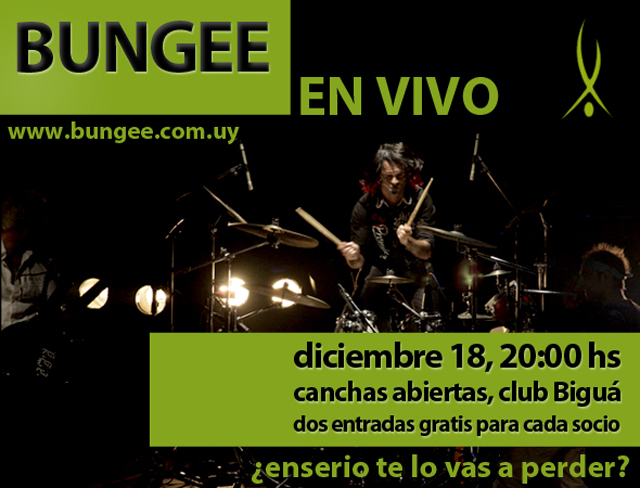 BUNGEE
EN VIVO
www.bungee.com.uy
diciembre 18, 20:00 hs
canchas abiertas, club Biguá
dos entradas gratis para cada socio
¿enserio te lo vas a perder?